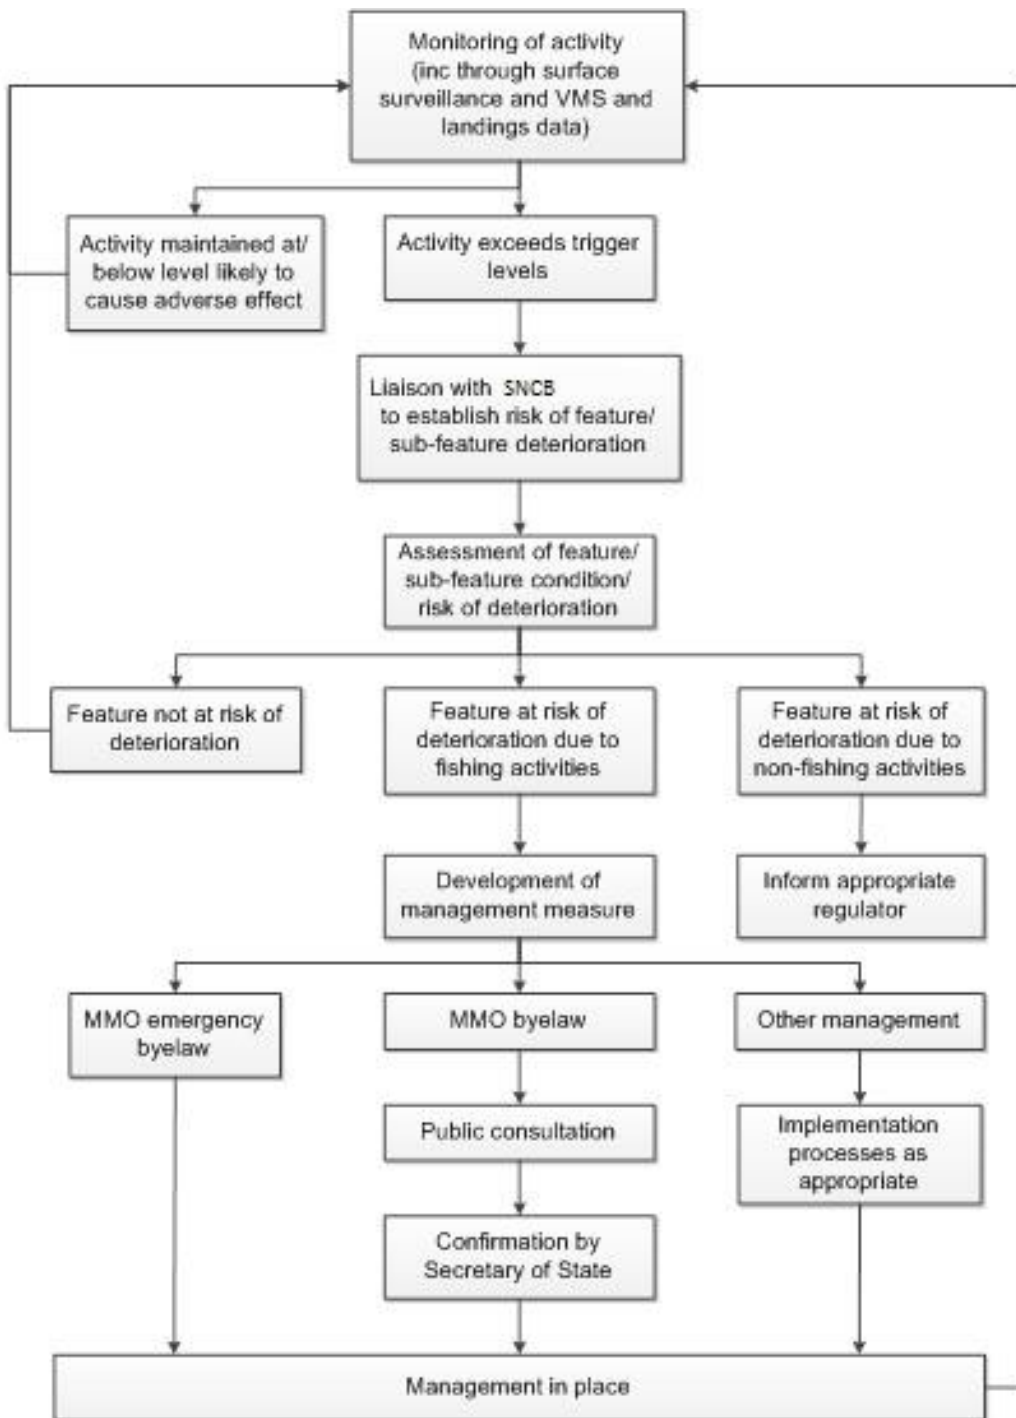 Monitoring of activity
(inc through surface
surveillance and VMS and
landings data)
Activity maintained at/
below level likely to
cause adverse effect
Activity exceeds trigger
levels
Liaison with SNCB
to establish risk of feature/
sub-feature deterioration
Assessment of feature/
sub-feature condition/
risk of deterioration
Feature not at risk of
deterioration
Feature at risk of
deterioration due to
fishing activities
Feature at risk of
deterioration due to
non-fishing activities
Development of
management measure
Inform appropriate
regulator
MMO emergency
byelaw
MMO byelaw
Other management
Public consultation
Implementation
processes as
appropriate
Confirmation by
Secretary of State
Management in place